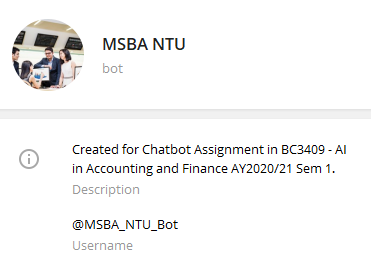 MSBA NTU
bot
Created for Chatbot Assignment in BC3409 - AI
in Accounting and Finance AY2020/21 Sem 1.
Description
@MSBA_NTU_Bot
Username